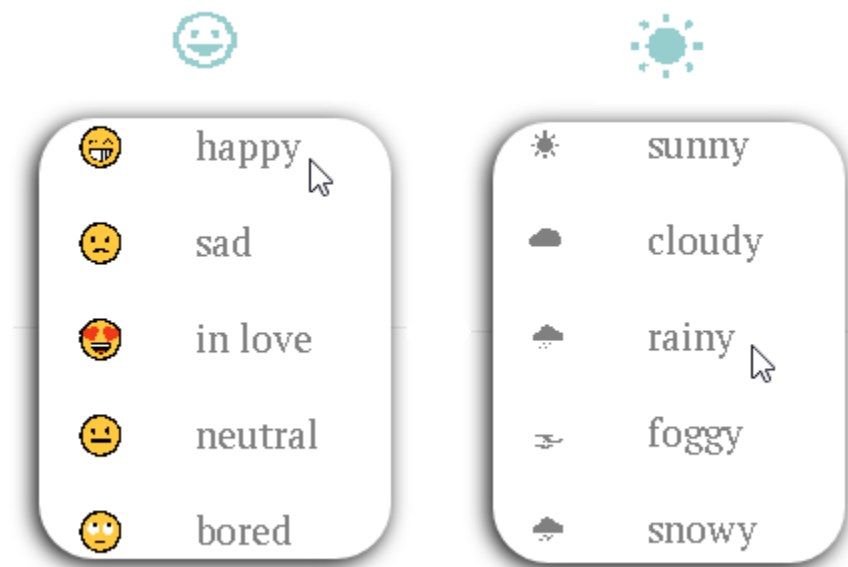 happy
sad
in love
neutral
bored
sunny
cloudy
rainy
foggy
snowy